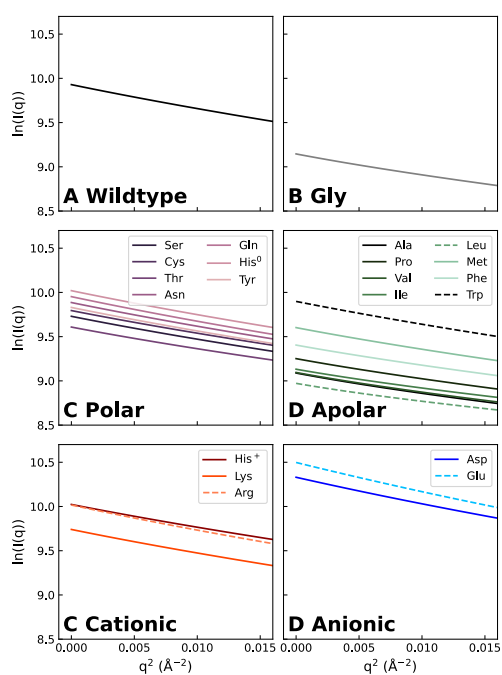 10.5
10.0
9.5
9.0
8.5
ln(I(q))
A Wildtype
B Gly
10.5
10.0
9.5
9.0
8.5
ln(I(q))
Ser
Cys
Thr
Asn
Gln
His⁰
Tyr
C Polar
Ala
Pro
Val
Ile
Leu
Met
Phe
Trp
D Apolar
10.5
10.0
9.5
9.0
8.5
ln(I(q))
His⁺
Lys
Arg
C Cationic
Asp
Glu
D Anionic
0.000 0.005 0.010 0.015
q² (Å⁻²)
0.000 0.005 0.010 0.015
q² (Å⁻²)